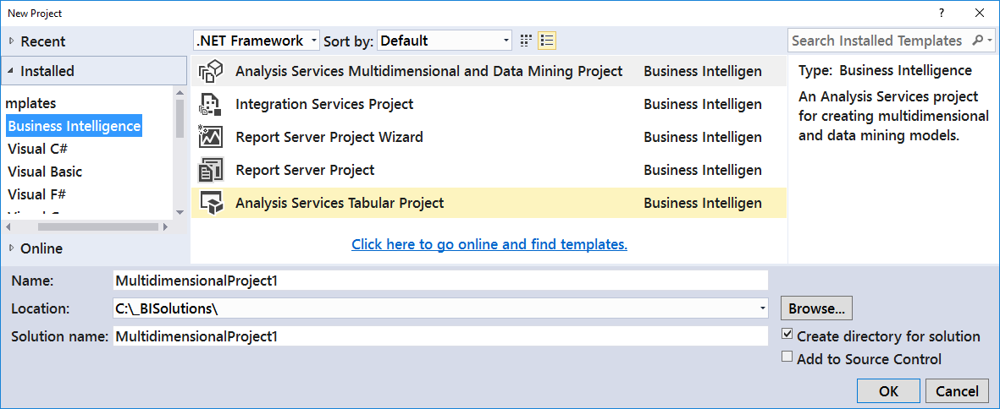 New Project
?
Recent
.NET Framework Sort by: Default
Search Installed Templates
Installed
mplates
Business Intelligence
Visual C#
Visual Basic
Visual F#
Online
Analysis Services Multidimensional and Data Mining Project Business Intelligen
Integration Services Project Business Intelligen
Report Server Project Wizard Business Intelligen
Report Server Project Business Intelligen
Analysis Services Tabular Project Business Intelligen
Click here to go online and find templates.
Type: Business Intelligence
An Analysis Services project
for creating multidimensional
and data mining models.
Name: MultidimensionalProject1
Location: C:\_BISolutions\
Browse...
Solution name: MultidimensionalProject1
Create directory for solution
Add to Source Control
OK Cancel